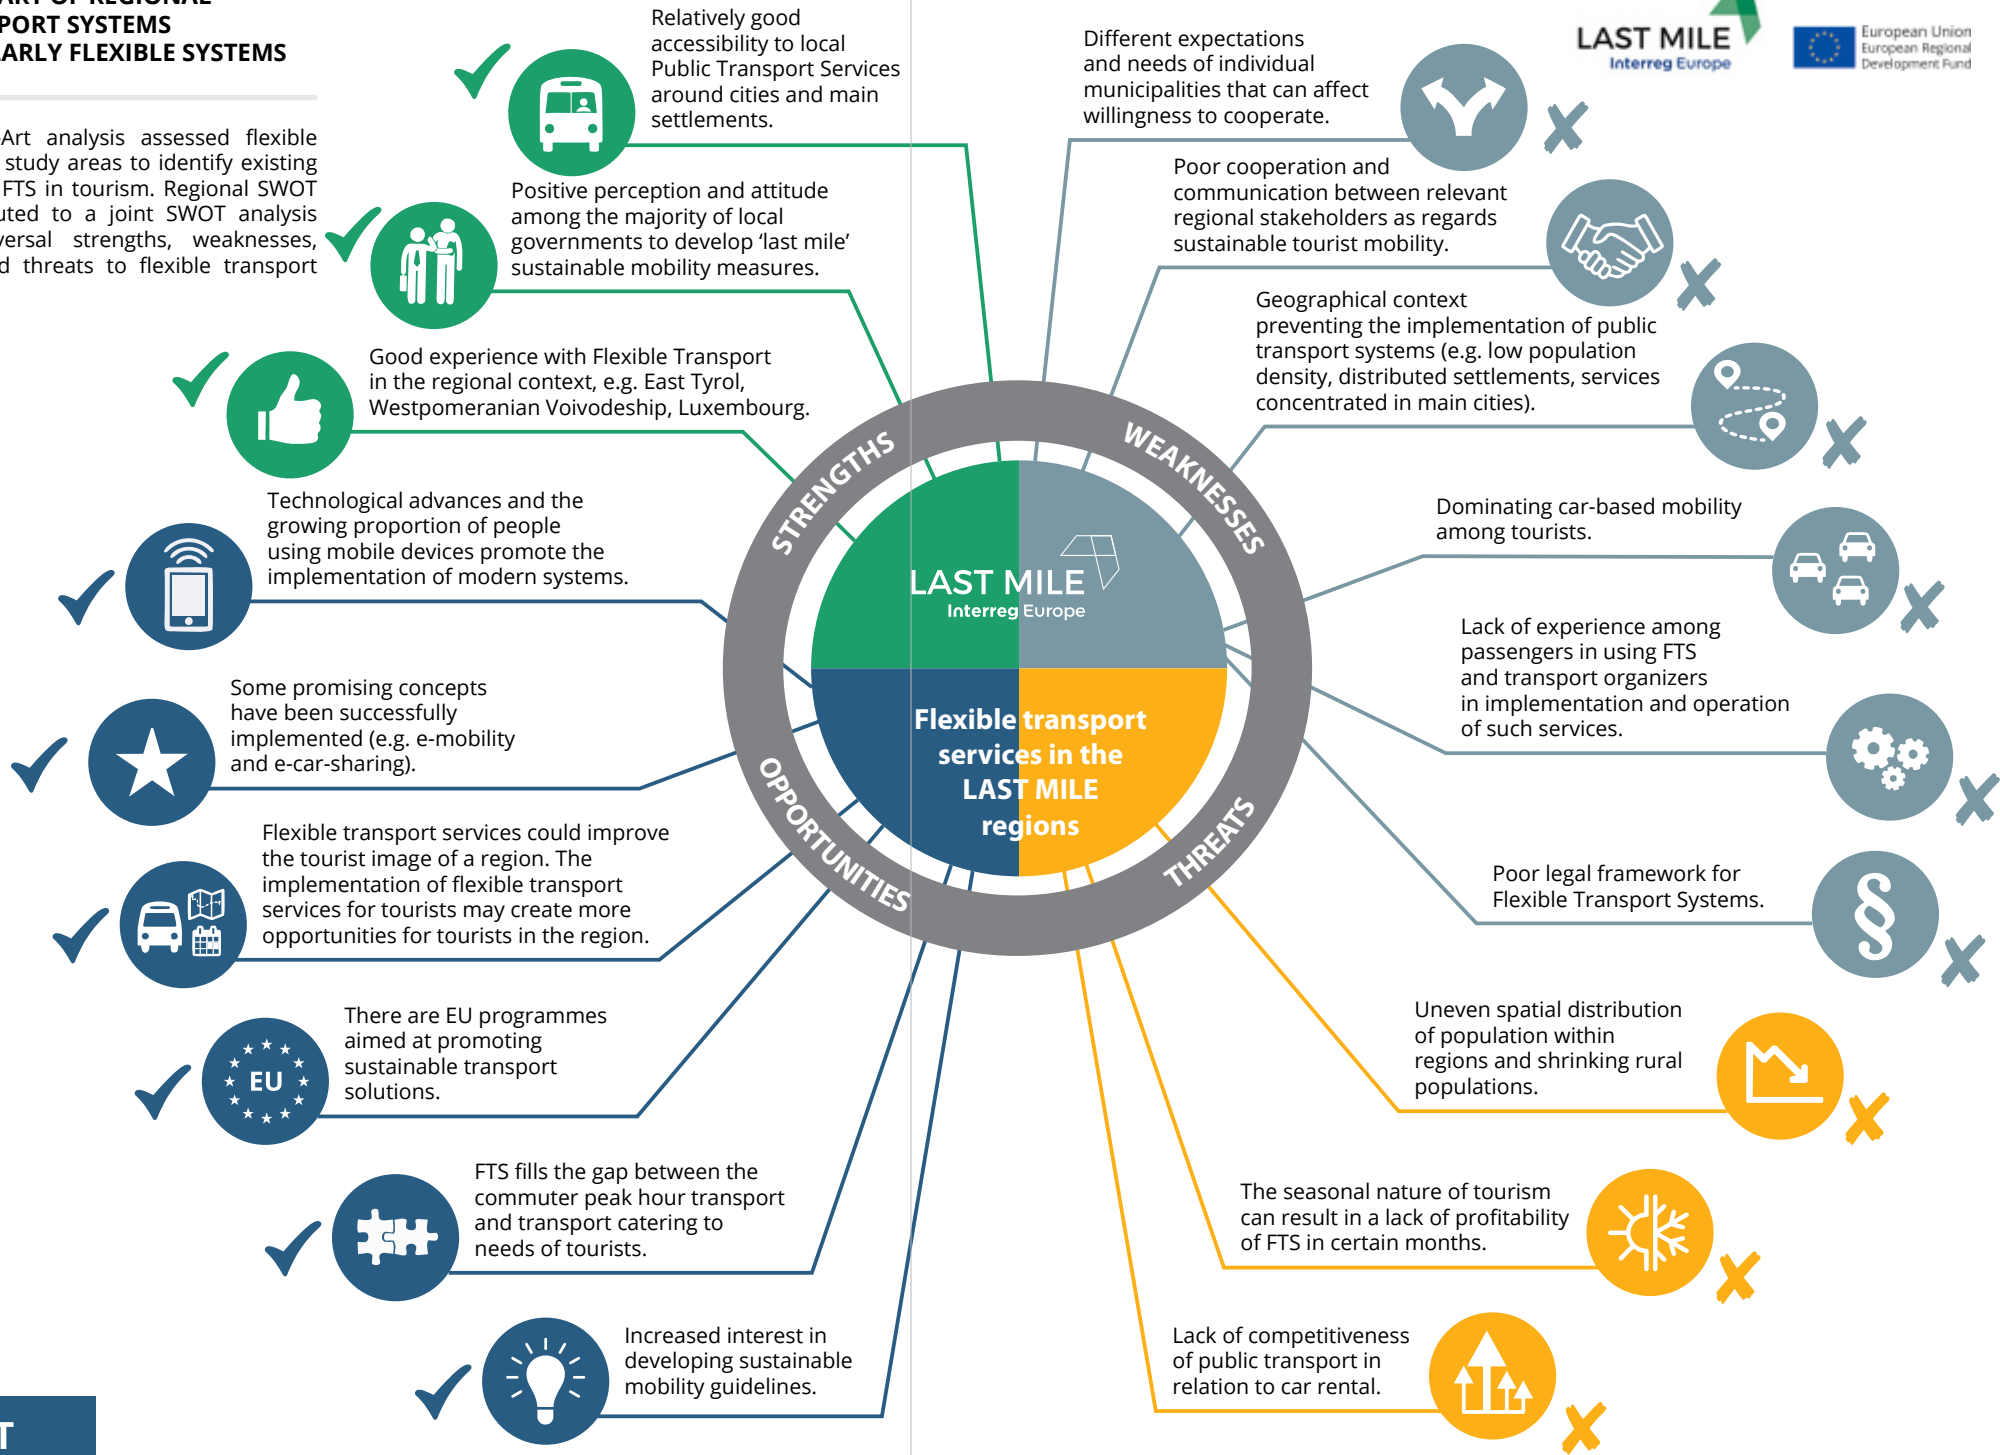 ART OF REGIONAL
PORT SYSTEMS
LARLY FLEXIBLE SYSTEMS
-Art analysis assessed flexible
study areas to identify existing
FTS in tourism. Regional SWOT
uted to a joint SWOT analysis
versal strengths, weaknesses,
d threats to flexible transport
Relatively good
accessibility to local
Public Transport Services
around cities and main
settlements.
Positive perception and attitude
among the majority of local
governments to develop ‘last mile’
sustainable mobility measures.
Good experience with Flexible Transport
in the regional context, e.g. East Tyrol,
Westpomeranian Voivodeship, Luxembourg.
Technological advances and the
growing proportion of people
using mobile devices promote the
implementation of modern systems.
Some promising concepts
have been successfully
implemented (e.g. e-mobility
and e-car-sharing).
Flexible transport services could improve
the tourist image of a region. The
implementation of flexible transport
services for tourists may create more
opportunities for tourists in the region.
EU
There are EU programmes
aimed at promoting
sustainable transport
solutions.
FTS fills the gap between the
commuter peak hour transport
and transport catering to
needs of tourists.
Increased interest in
developing sustainable
mobility guidelines.
T
STRENGTHS
WEAKNESSES
OPPORTUNITIES
THREATS
LAST MILE
Interreg Europe
Flexible transport
services in the
LAST MILE
regions
LAST MILE
Interreg Europe
European Union
European Regional
Development Fund
Different expectations
and needs of individual
municipalities that can affect
willingness to cooperate.
Poor cooperation and
communication between relevant
regional stakeholders as regards
sustainable tourist mobility.
Geographical context
preventing the implementation of public
transport systems (e.g. low population
density, distributed settlements, services
concentrated in main cities).
Dominating car-based mobility
among tourists.
Lack of experience among
passengers in using FTS
and transport organizers
in implementation and operation
of such services.
Poor legal framework for
Flexible Transport Systems.
§
Uneven spatial distribution
of population within
regions and shrinking rural
populations.
The seasonal nature of tourism
can result in a lack of profitability
of FTS in certain months.
Lack of competitiveness
of public transport in
relation to car rental.